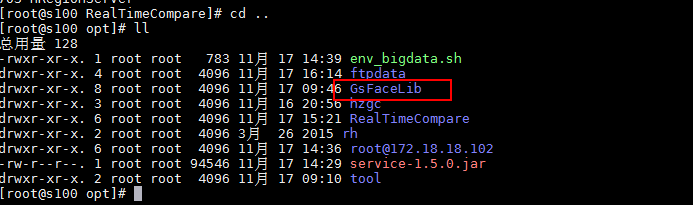 [root@s100 RealTimeCompare]# cd ..
[root@s100 opt]# ll
总用量 128
-rwxr-xr-x. 1 root root   783 11月 17 14:39 env_bigdata.sh
drwxr-xr-x. 4 root root  4096 11月 17 16:14 ftpdata
drwxr-xr-x. 8 root root  4096 11月 17 09:46 GsFaceLib
drwxr-xr-x. 3 root root  4096 11月 16 20:56 hzgc
drwxr-xr-x. 6 root root  4096 11月 17 15:21 RealTimeCompare
drwxr-xr-x. 2 root root  4096 3月  26 2015 rh
drwxr-xr-x. 6 root root  4096 11月 17 14:36 root@172.18.18.102
-rw-r--r--. 1 root root 94546 11月 17 14:29 service-1.5.0.jar
drwxr-xr-x. 2 root root  4096 11月 17 09:10 tool
[root@s100 opt]#